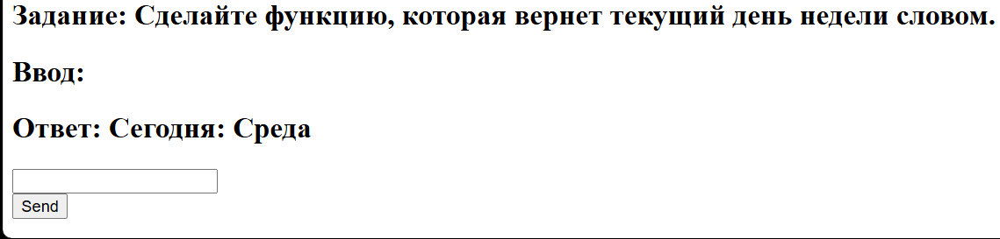 Задание: Сделайте функцию, которая вернет текущий день недели словом.
Ввод:
Ответ: Сегодня: Среда
Send